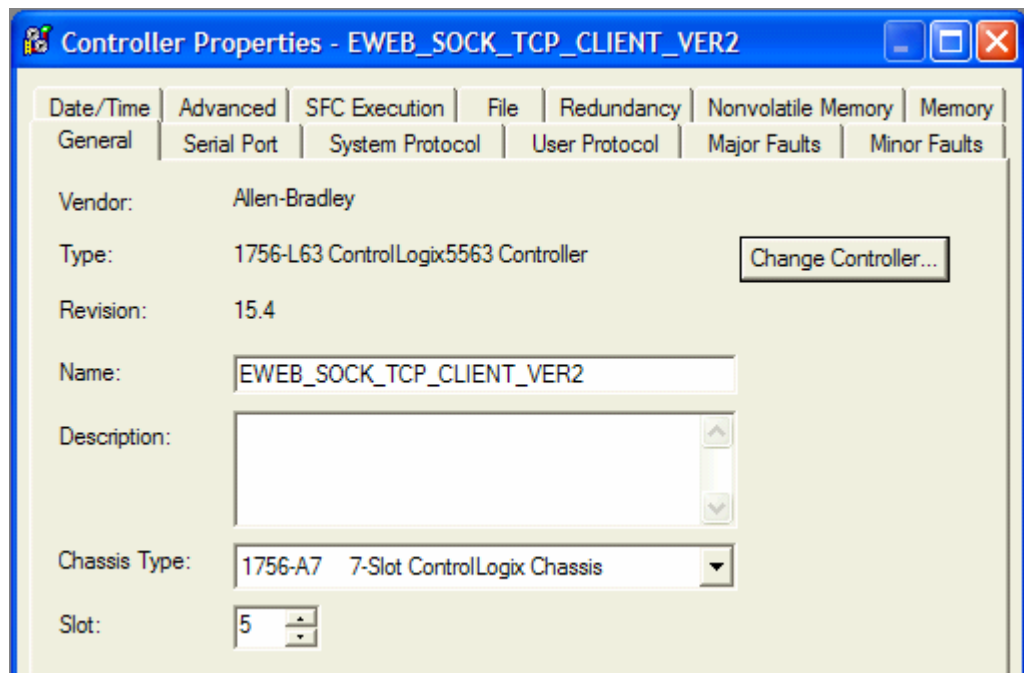 Controller Properties - EWEB_SOCK_TCP_CLIENT_VER2
Date/Time Advanced SFC Execution File Redundancy Nonvolatile Memory Memory
General Serial Port System Protocol User Protocol Major Faults Minor Faults
Vendor: Allen-Bradley
Type: 1756-L63 ControlLogix5563 Controller Change Controller...
Revision: 15.4
Name: EWEB_SOCK_TCP_CLIENT_VER2
Description:
Chassis Type: 1756-A7 7-Slot ControlLogix Chassis
Slot: 5